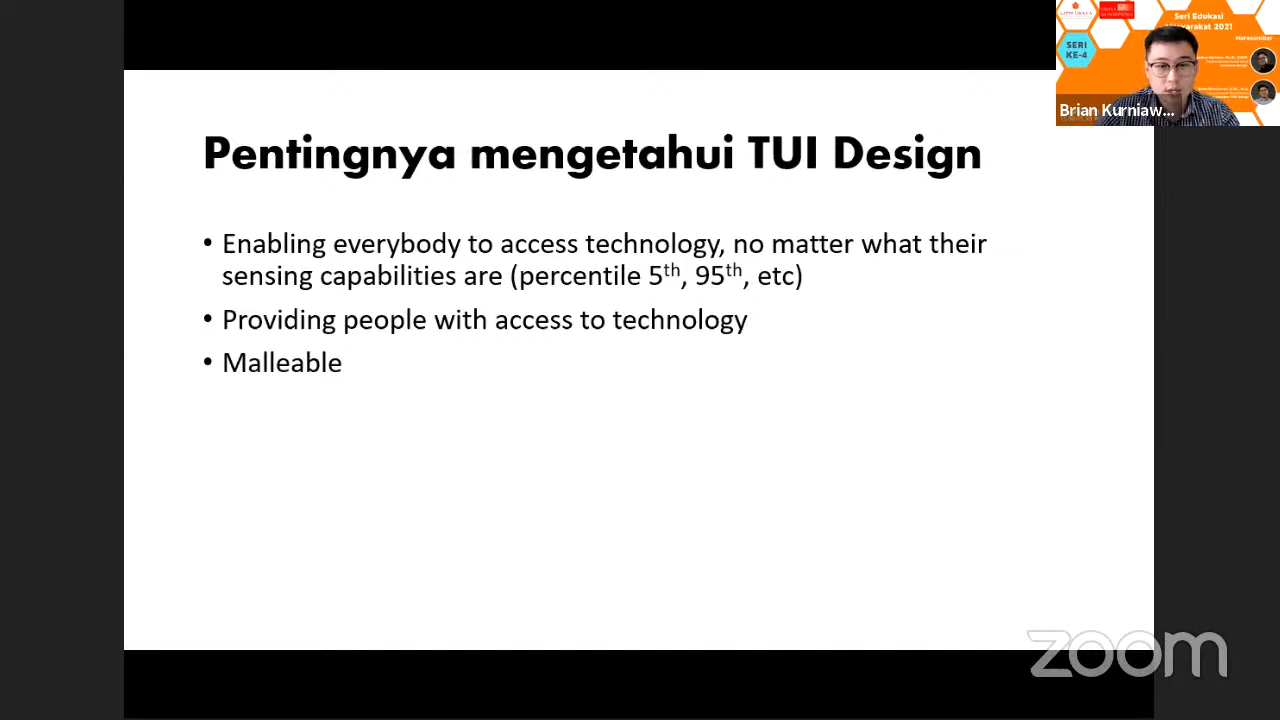 Seri Edukasi
Masyarakat 2021
Narasumber
SERI
KE-4
Brian Kurniaw...
Pentingnya mengetahui TUI Design
• Enabling everybody to access technology, no matter what their
sensing capabilities are (percentile 5th, 95th, etc)
• Providing people with access to technology
• Malleable
zoom